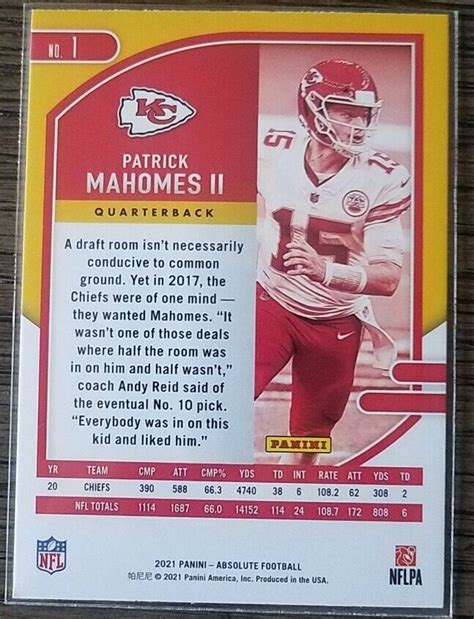 NO. 1
KC
PATRICK
MAHOMES II
QUARTERBACK
A draft room isn't necessarily
conducive to common
ground. Yet in 2017, the
Chiefs were of one mind —
they wanted Mahomes. "It
wasn't one of those deals
where half the room was
in on him and half wasn't,"
coach Andy Reid said of
the eventual No. 10 pick.
"Everybody was in on this
kid and liked him."
15
15
PANINI
YR TEAM CMP ATT CMP% YDS TD INT RATE ATT YDS TD
20 CHIEFS 390 588 66.3 4740 38 6 108.2 62 308 2
NFL TOTALS 1114 1687 66.0 14152 114 24 108.7 172 808 6
NFL
2021 PANINI – ABSOLUTE FOOTBALL
帕尼尼 © 2021 Panini America, Inc. Produced in the USA.
NFLPA